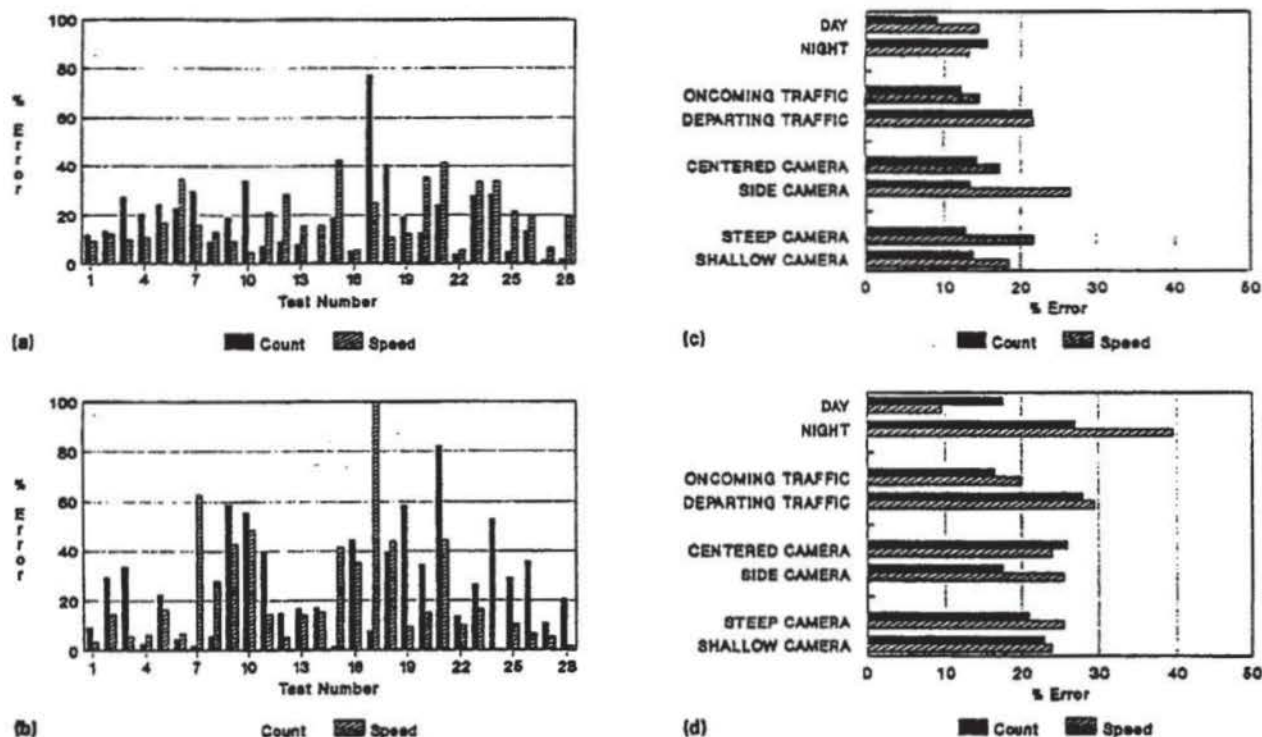 100
80
60
40
20
0
% Error
1 4 7 10 13 16 19 22 25 28
Test Number
(a) Count Speed
100
80
60
40
20
0
% Error
1 4 7 10 13 16 19 22 25 28
Test Number
(b) Count Speed
DAY
NIGHT
ONCOMING TRAFFIC
DEPARTING TRAFFIC
CENTERED CAMERA
SIDE CAMERA
STEEP CAMERA
SHALLOW CAMERA
0 10 20 30 40 50
% Error
(c) Count Speed
DAY
NIGHT
ONCOMING TRAFFIC
DEPARTING TRAFFIC
CENTERED CAMERA
SIDE CAMERA
STEEP CAMERA
SHALLOW CAMERA
0 10 20 30 40 50
% Error
(d) Count Speed